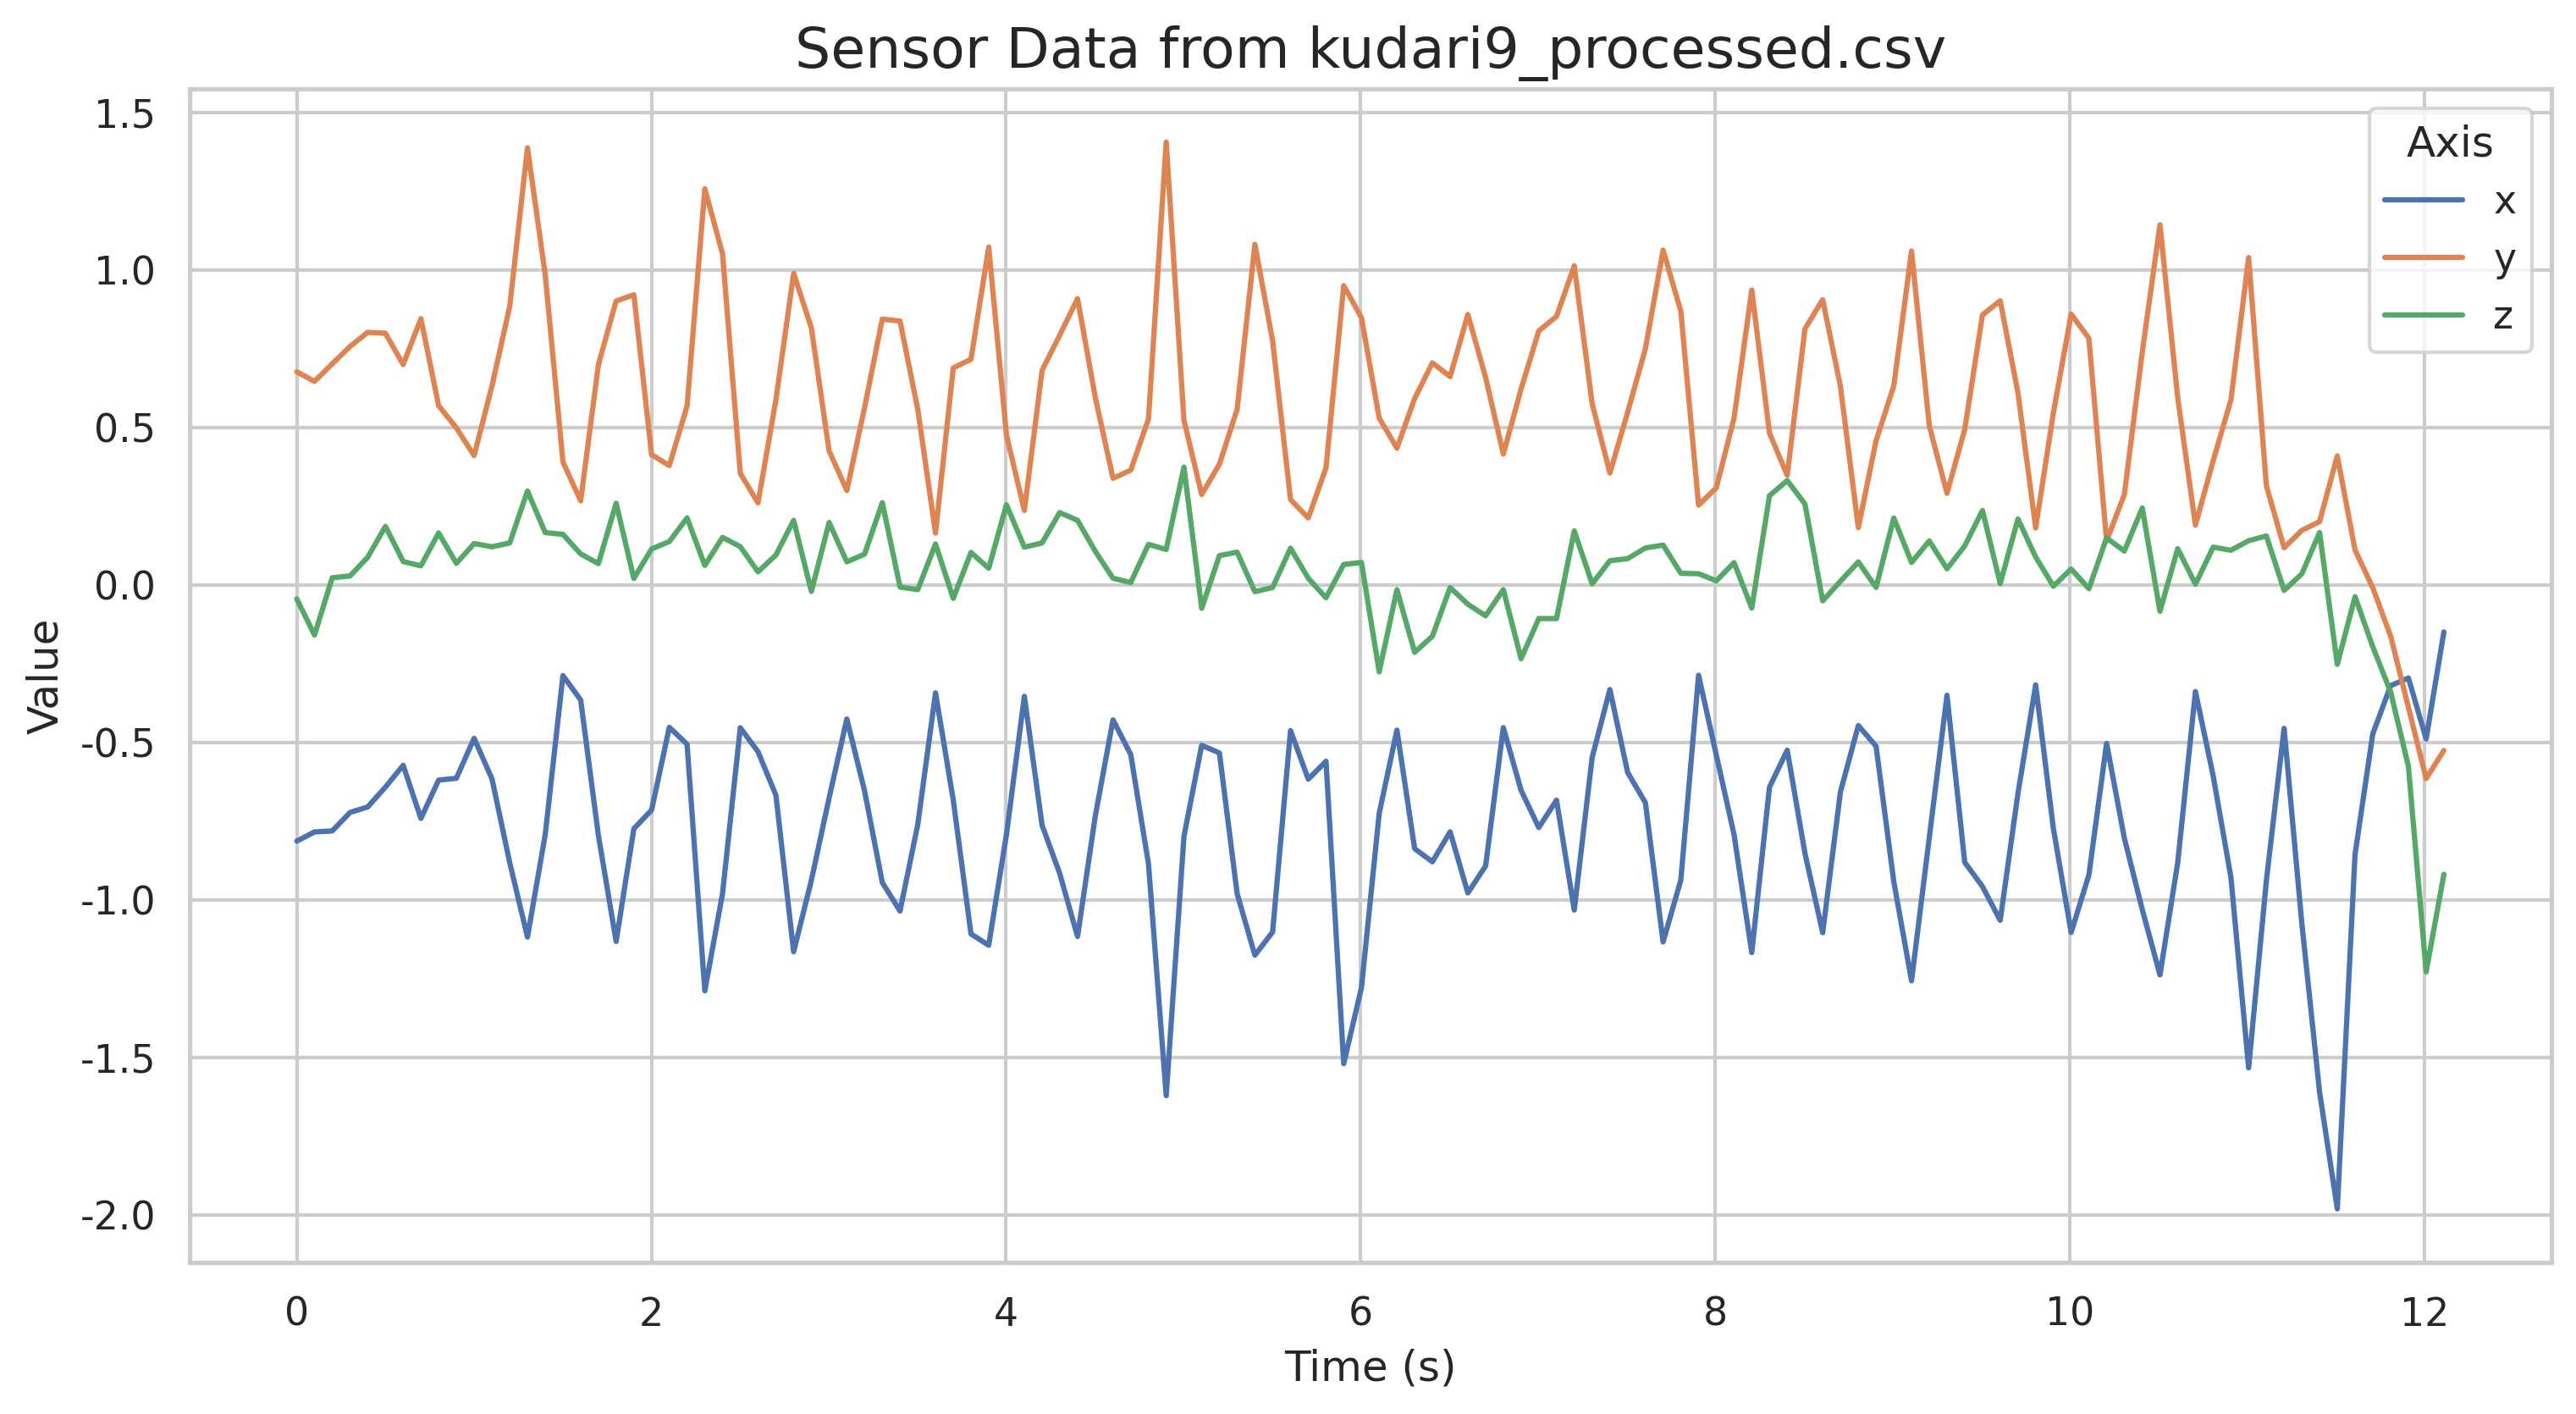 Sensor Data from kudari9_processed.csv
1.5
1.0
0.5
0.0
-0.5
-1.0
-1.5
-2.0
Value
Axis
x
y
z
0 2 4 6 8 10 12
Time (s)